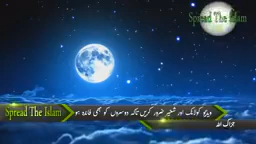 Spread The Islam
Spread The Islam
ویڈیو کو لائک اور شئیر ضرور کریں تاکہ دوسروں کو بھی فائدہ ہو
جزاک اللہ